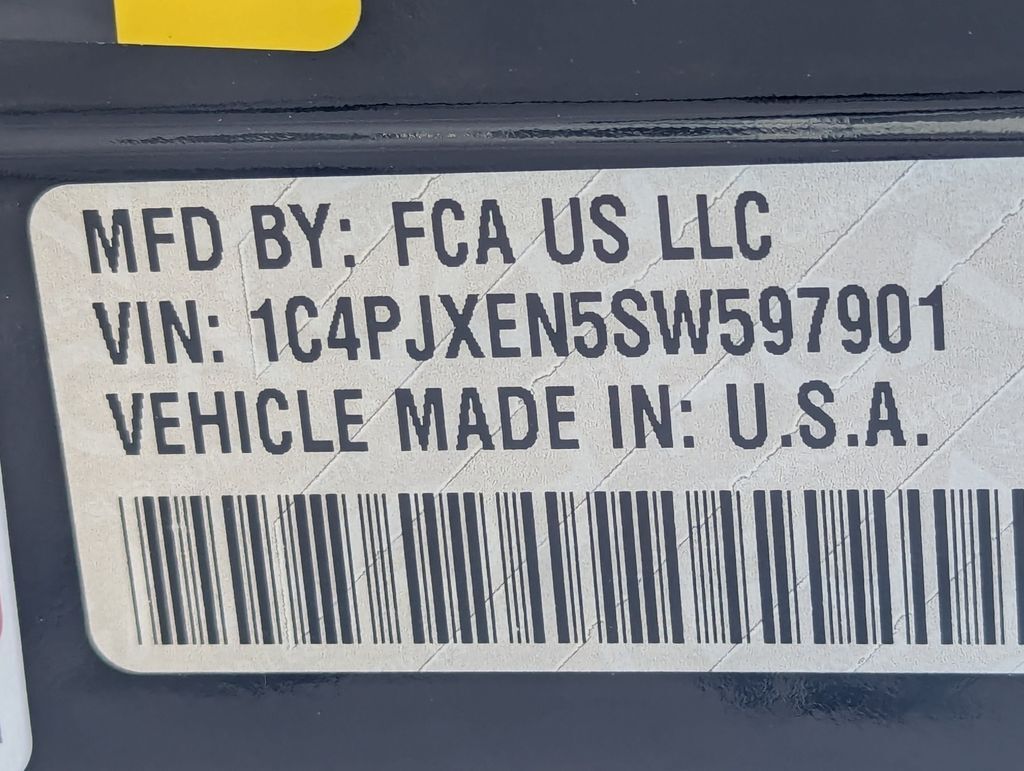 MFD BY: FCA US LLC
VIN: 1C4PJXEN5SW597901
VEHICLE MADE IN: U.S.A.